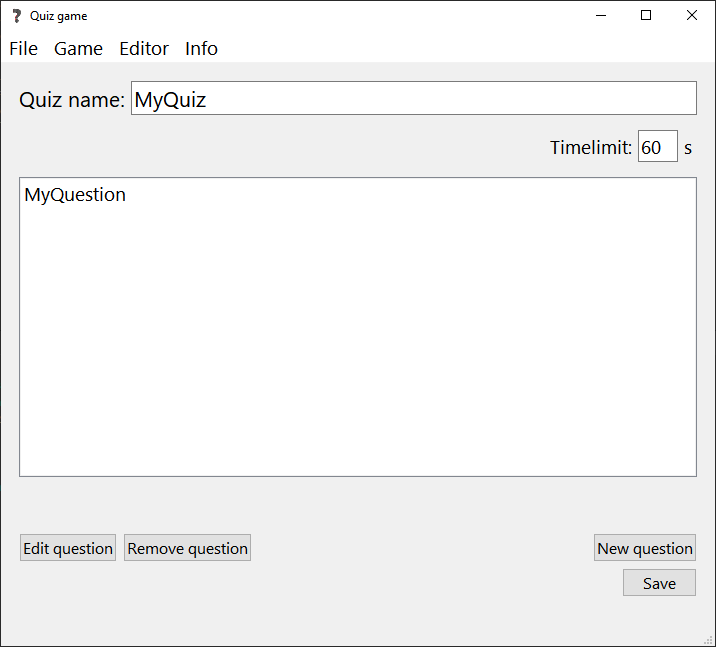 Quiz game
File Game Editor Info
Quiz name: MyQuiz
Timelimit: 60 s
MyQuestion
Edit question Remove question New question
Save